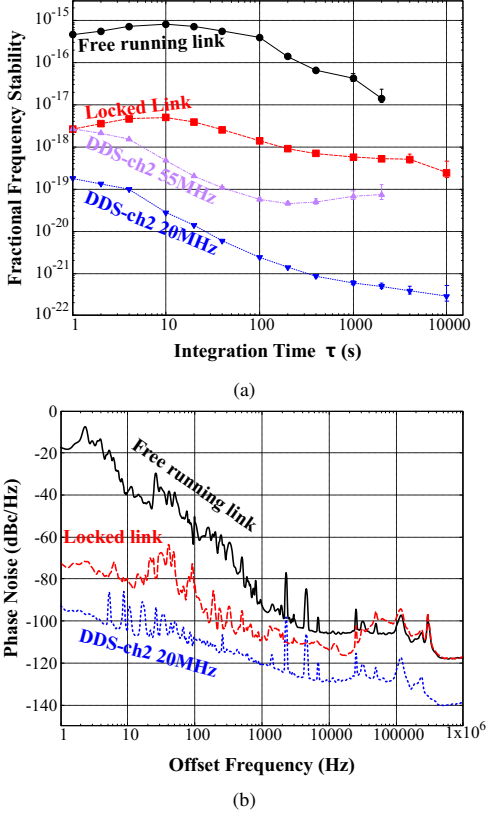 10^-15
10^-16
10^-17
10^-18
10^-19
10^-20
10^-21
10^-22
Fractional Frequency Stability
Free running link
Locked Link
DDS-ch2 55MHz
DDS-ch2 20MHz
1 10 100 1000 10000
Integration Time τ (s)
(a)
0
-20
-40
-60
-80
-100
-120
-140
Phase Noise (dBc/Hz)
Free running link
Locked link
DDS-ch2 20MHz
1 10 100 1000 10000 100000 1x10^6
Offset Frequency (Hz)
(b)